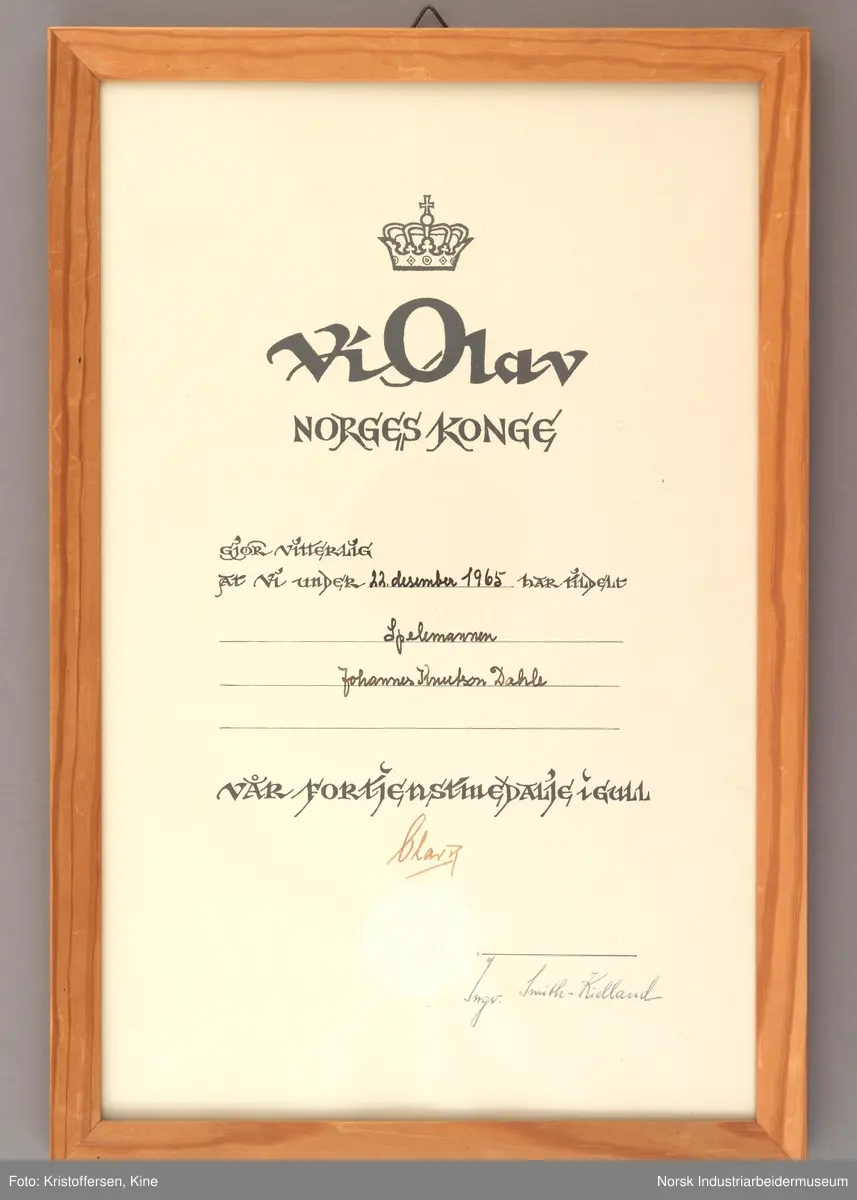 Vi Olav
NORGES KONGE
GJØR VITTERLIG
AT VI UNDER 22. desember 1965 HAR TILDELT
Spelemannen
Johannes Knutson Dahle
VÅR FORTJENSTMEDALJE I GULL
Olav R
Ingv. Smith-Kielland
Foto: Kristoffersen, Kine
Norsk Industriarbeidermuseum